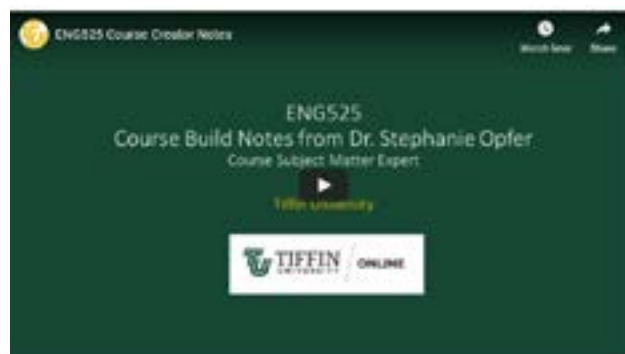 ENG525 Course Creator Notes
Watch later
Share
ENG525
Course Build Notes from Dr. Stephanie Opfer
Course Subject Matter Expert
Tiffin University
TIFFIN
UNIVERSITY
ONLINE